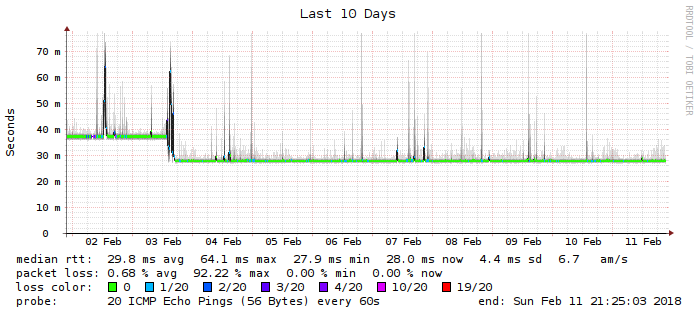 Last 10 Days
RRDTOOL / TOBI OETIKER
Seconds
70 m
60 m
50 m
40 m
30 m
20 m
10 m
0
02 Feb 03 Feb 04 Feb 05 Feb 06 Feb 07 Feb 08 Feb 09 Feb 10 Feb 11 Feb
median rtt: 29.8 ms avg 64.1 ms max 27.9 ms min 28.0 ms now 4.4 ms sd 6.7 am/s
packet loss: 0.68 % avg 92.22 % max 0.00 % min 0.00 % now
loss color: 0 1/20 2/20 3/20 4/20 10/20 19/20
probe: 20 ICMP Echo Pings (56 Bytes) every 60s end: Sun Feb 11 21:25:03 2018